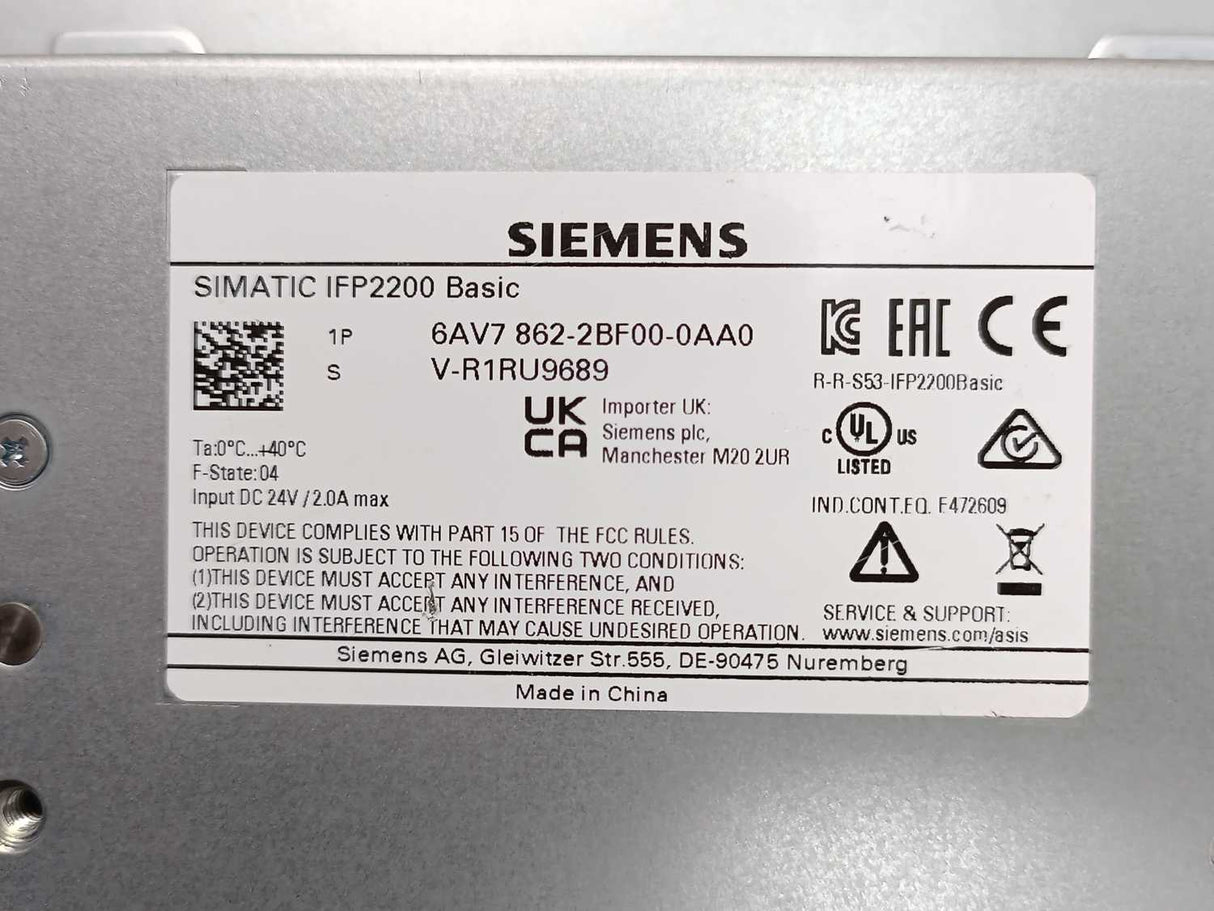 SIEMENS
SIMATIC IFP2200 Basic
1P 6AV7 862-2BF00-0AA0
S V-R1RU9689
EAC CE
R-R-S53-IFP2200Basic
UK
CA
Importer UK:
Siemens plc,
Manchester M20 2UR
C UL US
LISTED
IND.CONT.EQ. E472609
Ta:0°C...+40°C
F-State: 04
Input DC 24V / 2.0A max
THIS DEVICE COMPLIES WITH PART 15 OF THE FCC RULES.
OPERATION IS SUBJECT TO THE FOLLOWING TWO CONDITIONS:
(1)THIS DEVICE MUST ACCEPT ANY INTERFERENCE, AND
(2)THIS DEVICE MUST ACCEPT ANY INTERFERENCE RECEIVED,
INCLUDING INTERFERENCE THAT MAY CAUSE UNDESIRED OPERATION.
SERVICE & SUPPORT:
www.siemens.com/asis
Siemens AG, Gleiwitzer Str.555, DE-90475 Nuremberg
Made in China